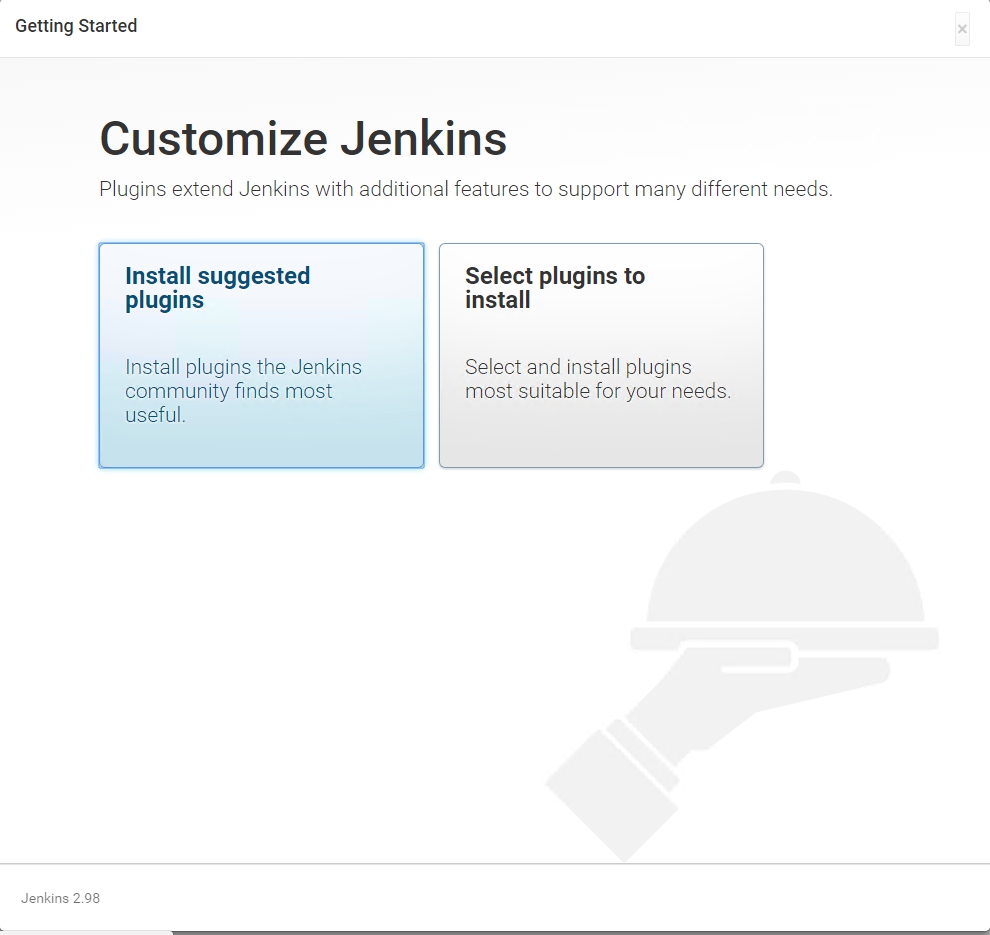 Getting Started
×
Customize Jenkins
Plugins extend Jenkins with additional features to support many different needs.
Install suggested
plugins
Install plugins the Jenkins
community finds most
useful.
Select plugins to
install
Select and install plugins
most suitable for your needs.
Jenkins 2.98